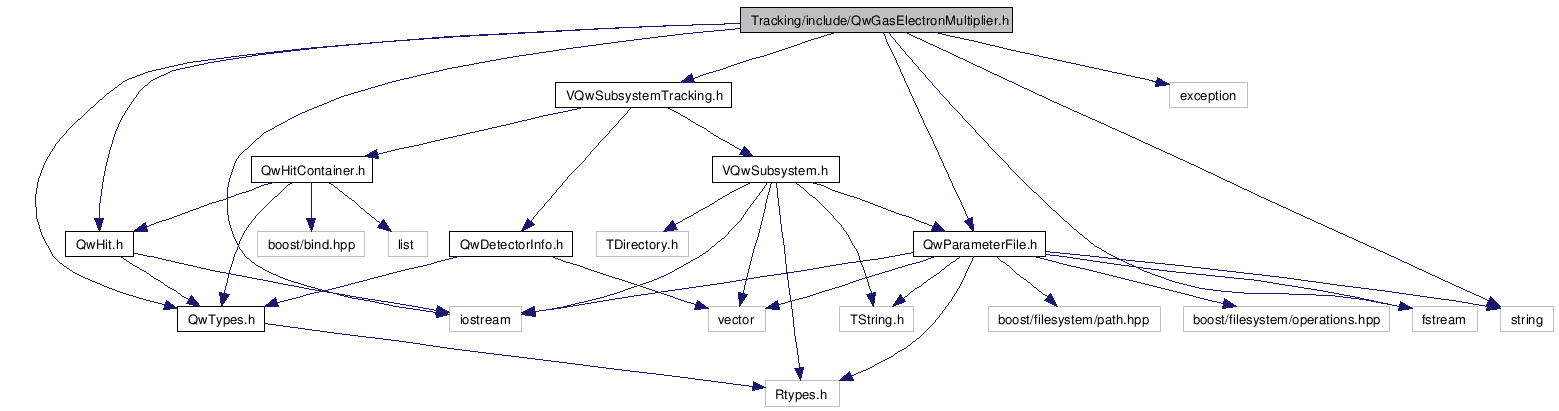 Tracking/include/QwGasElectronMultiplier.h
VQwSubsystemTracking.h
exception
QwHitContainer.h
VQwSubsystem.h
QwHit.h
boost/bind.hpp
list
QwDetectorInfo.h
TDirectory.h
QwParameterFile.h
QwTypes.h
iostream
vector
TString.h
boost/filesystem/path.hpp
boost/filesystem/operations.hpp
fstream
string
Rtypes.h